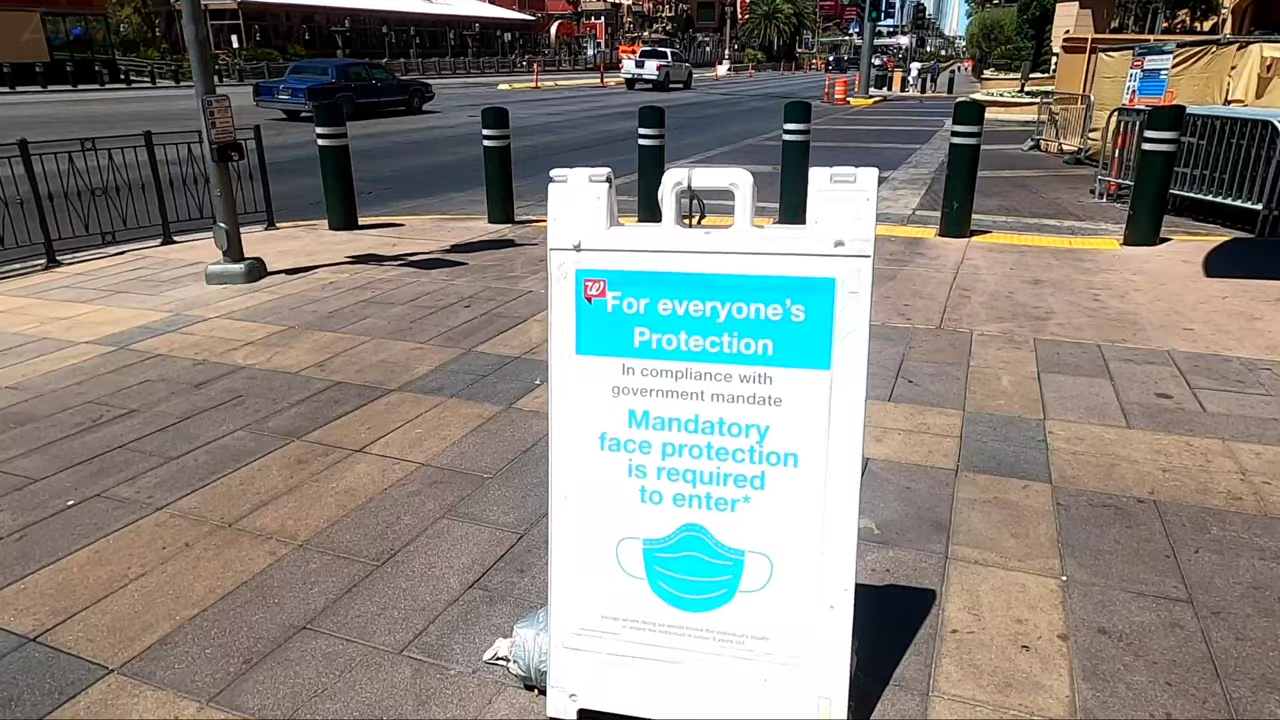 W
For everyone's
Protection
In compliance with
government mandate
Mandatory
face protection
is required
to enter*